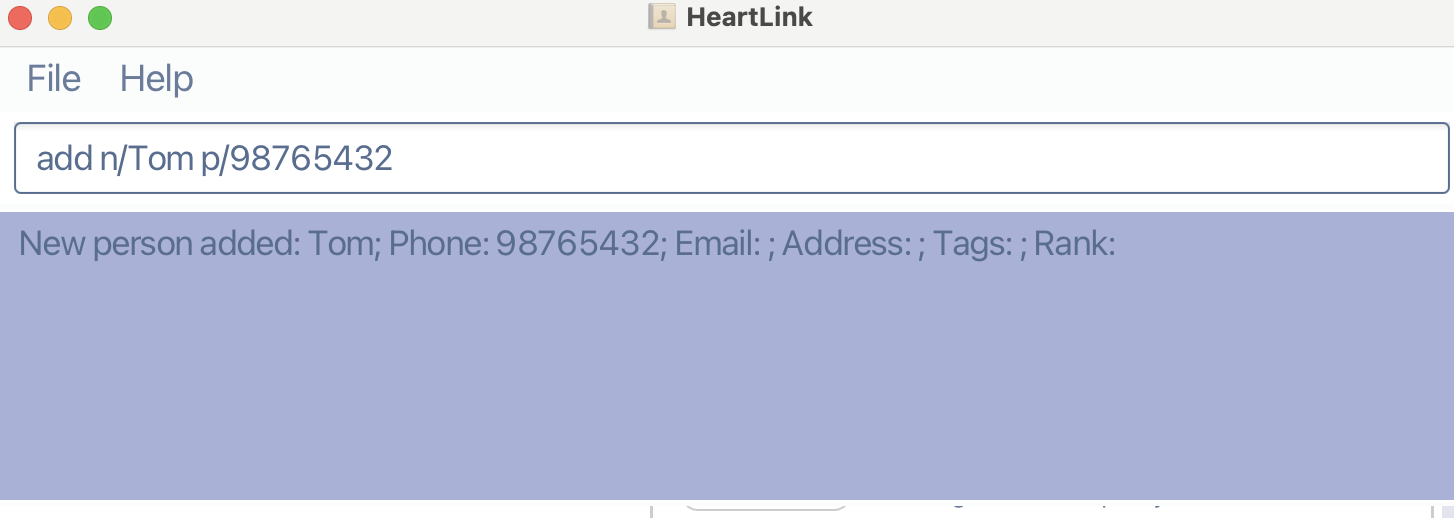 HeartLink
File Help
add n/Tom p/98765432
New person added: Tom; Phone: 98765432; Email: ; Address: ; Tags: ; Rank: